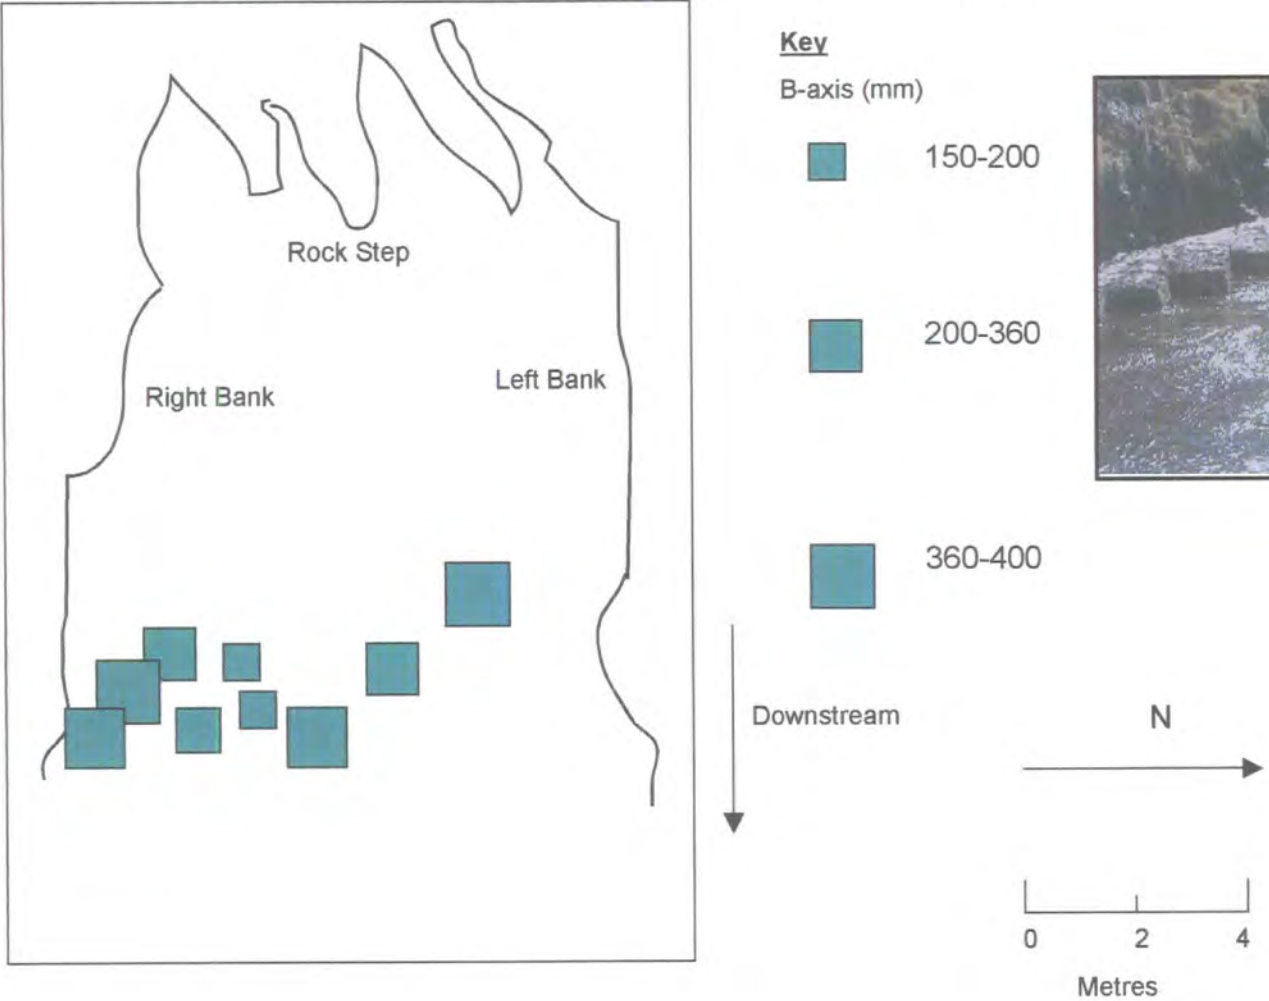 Key
B-axis (mm)
150-200
Rock Step
200-360
Left Bank
Right Bank
360-400
Downstream
N
0 2 4
Metres